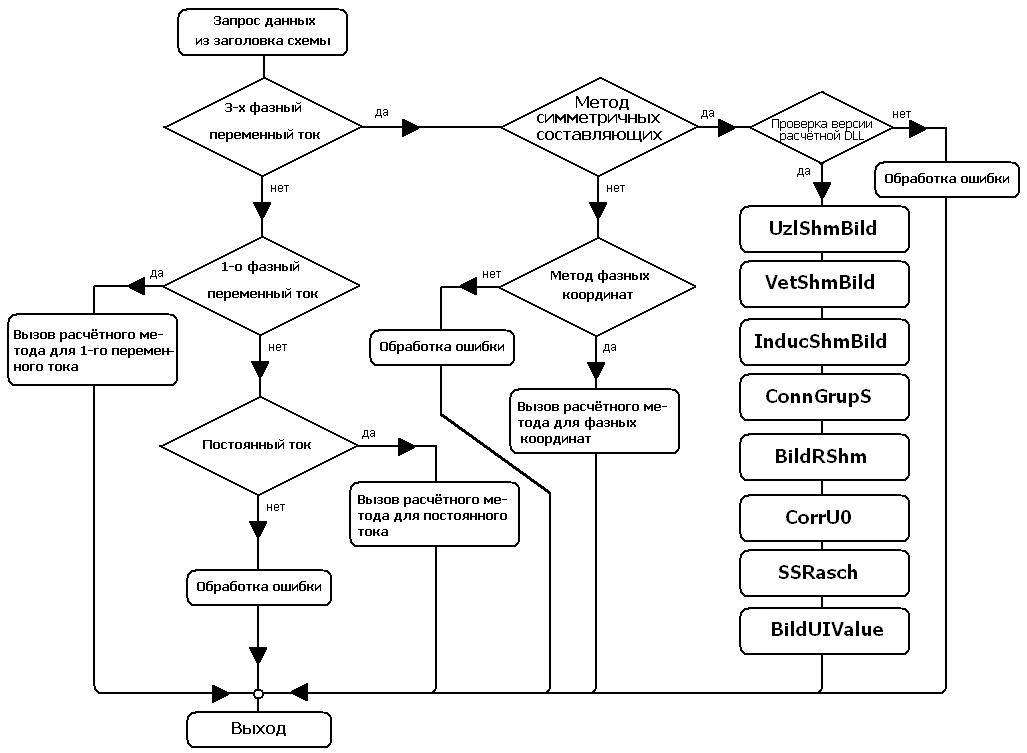 Запрос данных
из заголовка схемы
3-х фазный
переменный ток
да
Метод
симметричных
составляющих
да
Проверка версии
расчётной DLL
нет
Обработка ошибки
да
нет
нет
UzlShmBild
VetShmBild
InducShmBild
ConnGrupS
BildRShm
CorrU0
SSRasch
BildUIValue
1-о фазный
переменный ток
да
Вызов расчётного ме-
тода для 1-го перемен-
ного тока
нет
Метод фазных
координат
нет
Обработка ошибки
да
Вызов расчётного ме-
тода для фазных
координат
Постоянный ток
да
Вызов расчётного ме-
тода для постоянного
тока
нет
Обработка ошибки
Выход